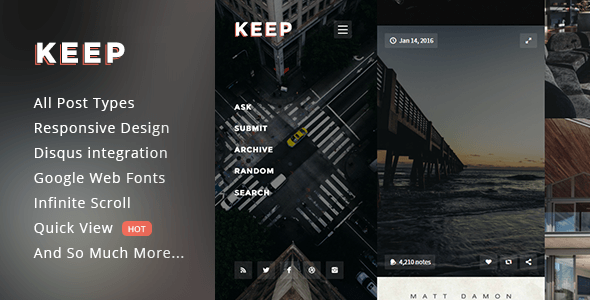 KEEP
All Post Types
Responsive Design
Disqus integration
Google Web Fonts
Infinite Scroll
Quick View HOT
And So Much More...
KEEP
ASK
SUBMIT
ARCHIVE
RANDOM
SEARCH
Jan 14, 2016
4,210 notes
MATT DAMON